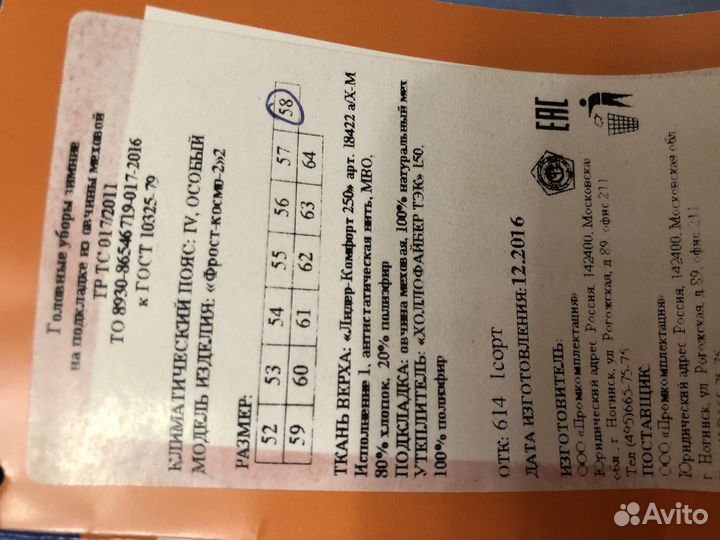 Головные уборы зимние
на подкладке из овчины меховой
ТР ТС 017/2011
ТО 8930-86546719-017-2016
к ГОСТ 10325-79
КЛИМАТИЧЕСКИЙ ПОЯС: IV, ОСОБЫЙ
МОДЕЛЬ ИЗДЕЛИЯ: «Фрост-космо-2»2
РАЗМЕР:
52 53 54 55 56 57 58
59 60 61 62 63 64
ТКАНЬ ВЕРХА: «Лидер-Комфорт 250» арт. 18422 а/Х-М
Исполнение 1, антистатическая нить, МВО.
80% хлопок, 20% полиэфир
ПОДКЛАДКА: овчина меховая, 100% натуральный мех
УТЕПЛИТЕЛЬ: «ХОЛЛОФАЙБЕР ТЭК» 150,
100% полиэфир
ОТК: 614 1сорт
ДАТА ИЗГОТОВЛЕНИЯ: 12.2016
EAC
ИЗГОТОВИТЕЛЬ:
ООО «Промкомплектация»
Юридический адрес Россия, 142400, Московска
обл. г Ногинск, ул Рогожская, д 89, офис 211
Тел (495)665-75-75
ПОСТАВЩИК
ООО «Промкомплектация»
Юридический адрес Россия, 142400, Московская обл.
г Ногинск, ул Рогожская, д. 89, офис 211
Avito